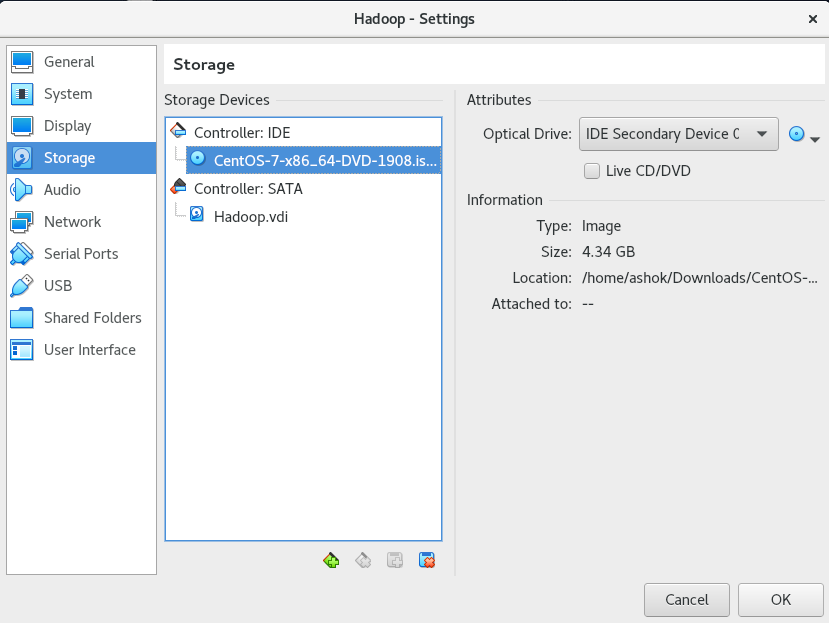 Hadoop - Settings
General
System
Display
Storage
Audio
Network
Serial Ports
USB
Shared Folders
User Interface
Storage
Storage Devices
Controller: IDE
CentOS-7-x86_64-DVD-1908.is...
Controller: SATA
Hadoop.vdi
Attributes
Optical Drive: IDE Secondary Device 0
Live CD/DVD
Information
Type: Image
Size: 4.34 GB
Location: /home/ashok/Downloads/CentOS-...
Attached to: --
Cancel OK